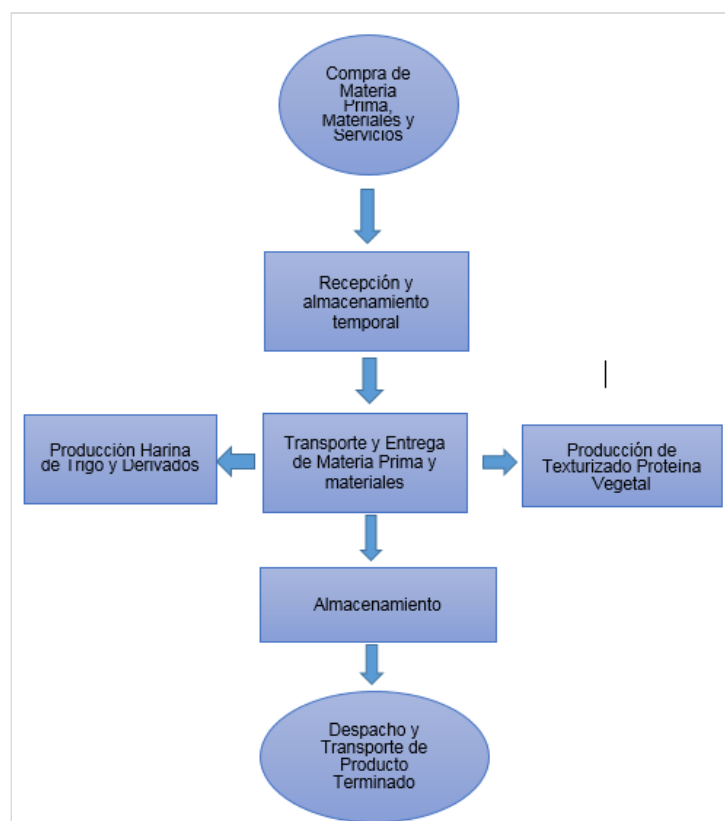 Compra de
Materia
Prima,
Materiales y
Servicios
Recepción y
almacenamiento
temporal
Producción Harina
de Trigo y Derivados
Transporte y Entrega
de Materia Prima y
materiales
Producción de
Texturizado Proteína
Vegetal
Almacenamiento
Despacho y
Transporte de
Producto
Terminado